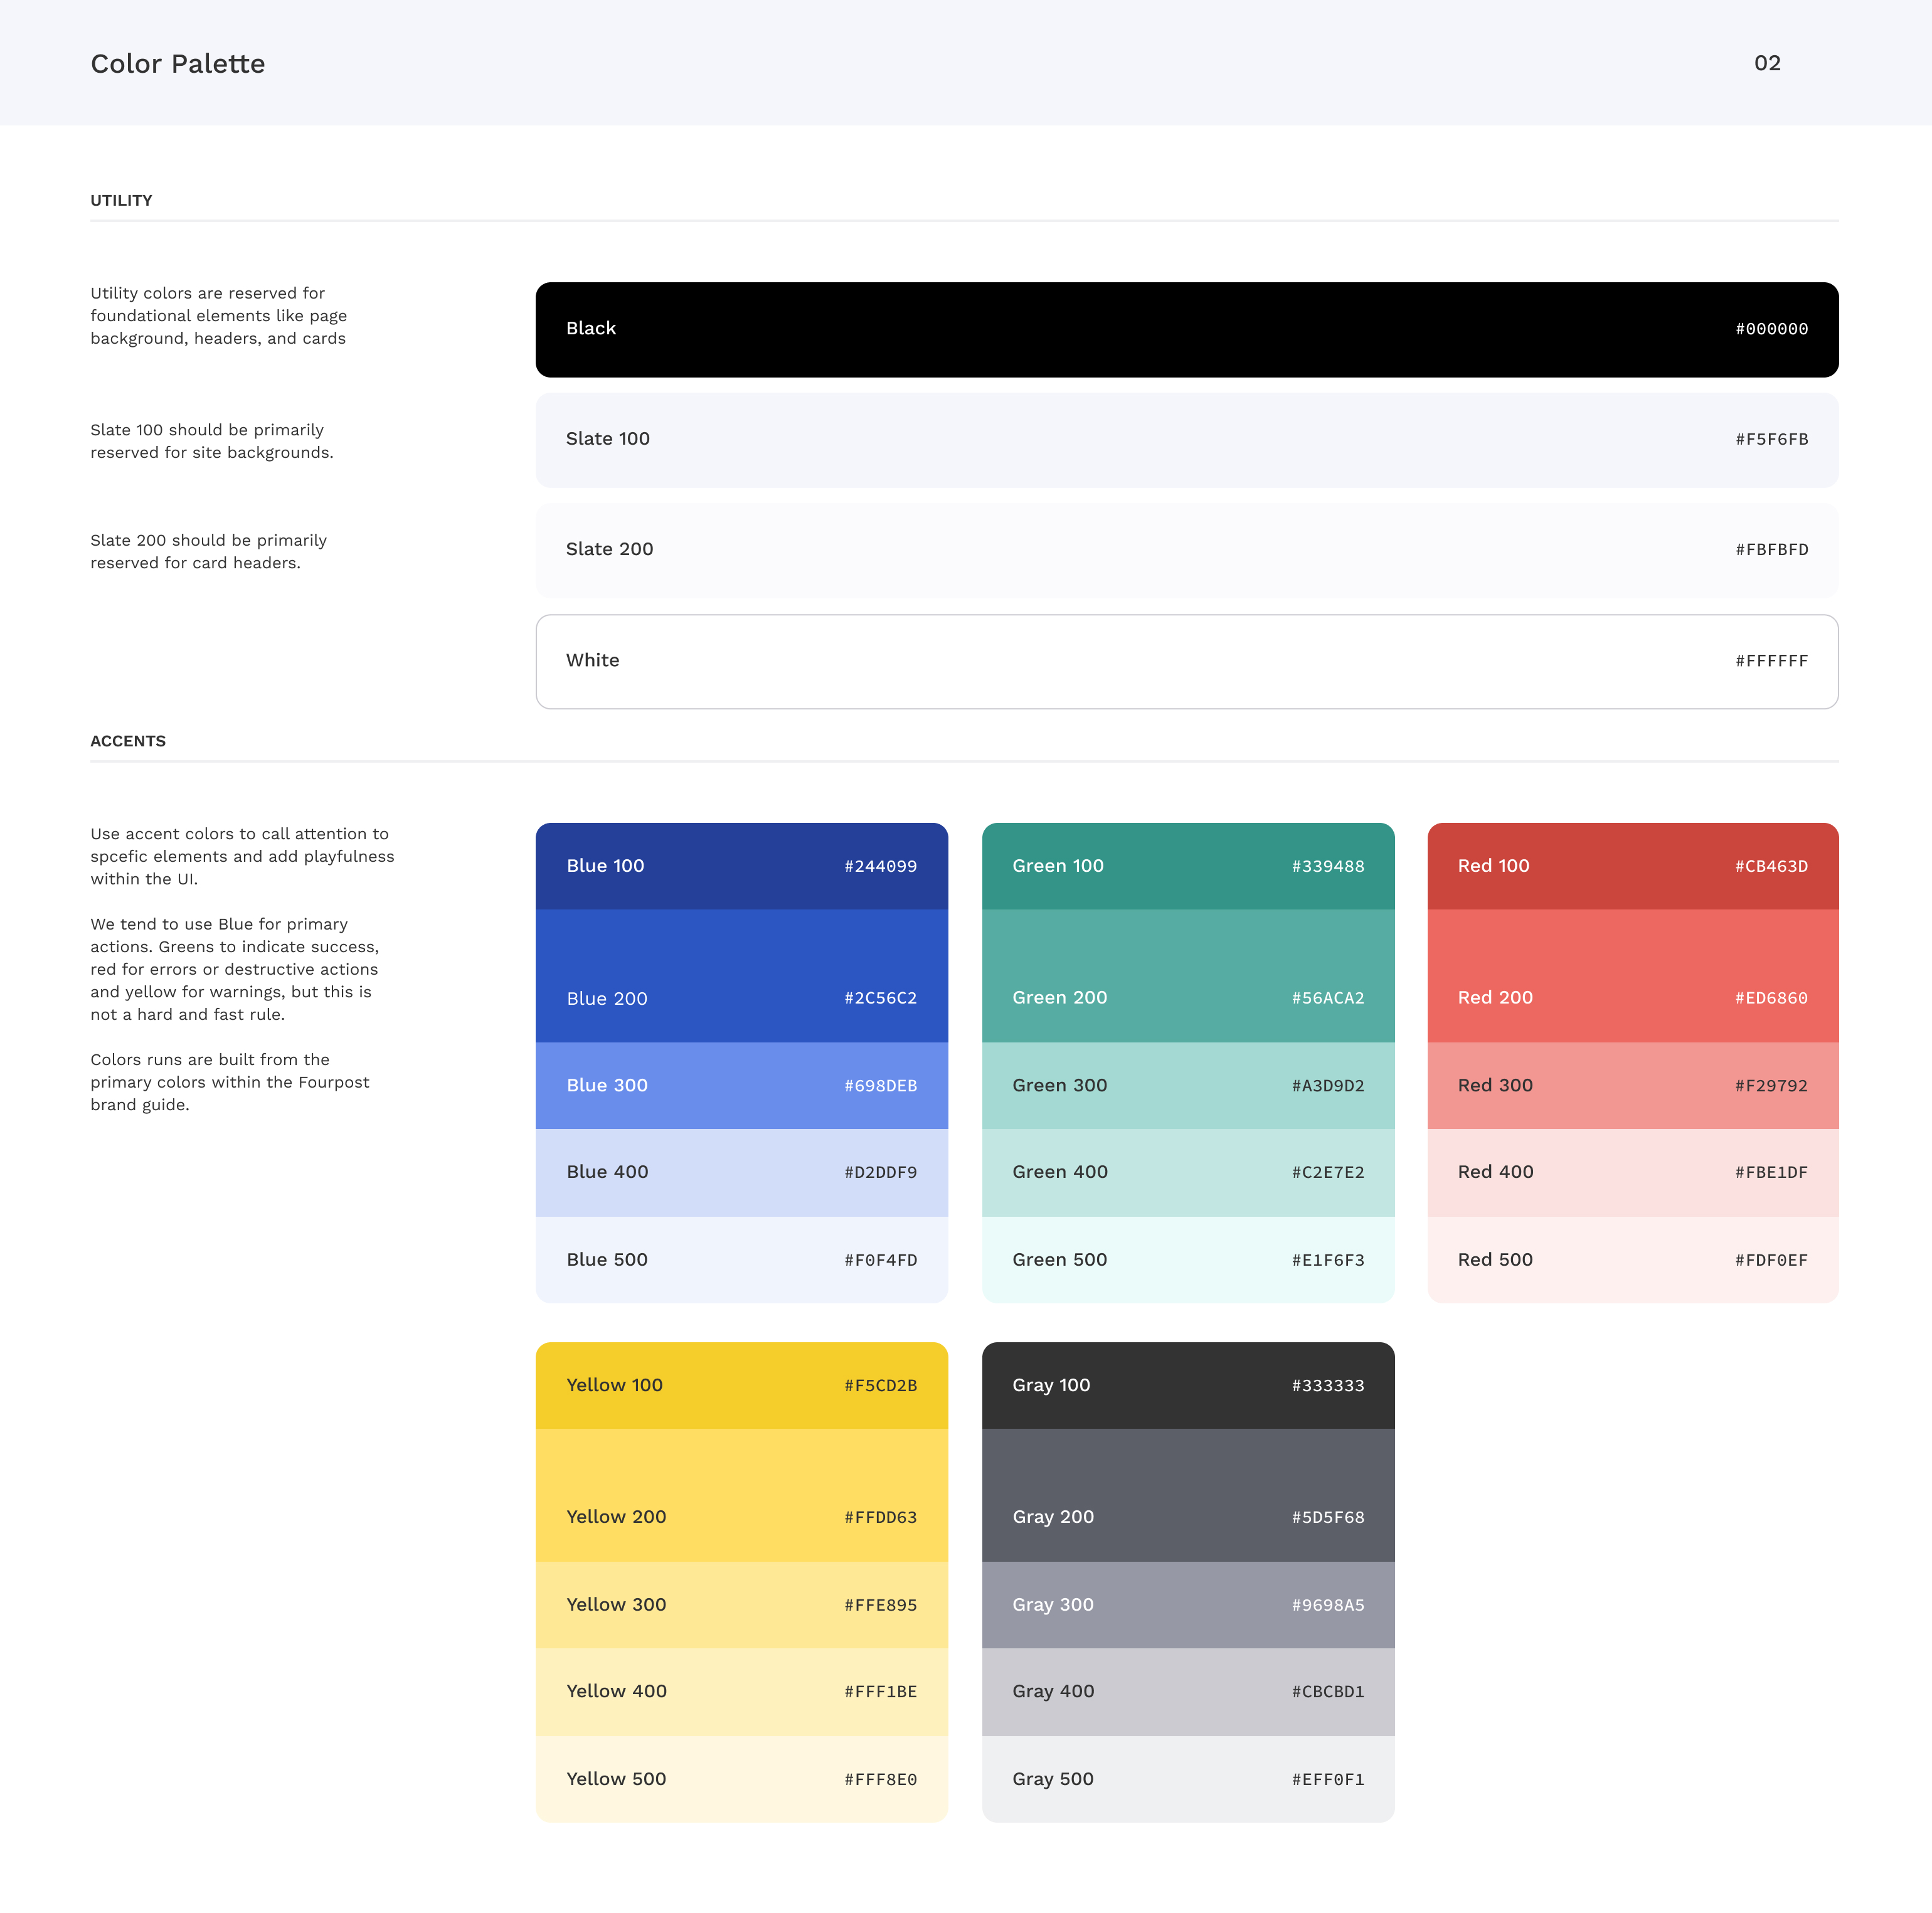 Color Palette
02
UTILITY
Utility colors are reserved for
foundational elements like page
background, headers, and cards
Black #000000
Slate 100 should be primarily
reserved for site backgrounds.
Slate 100 #F5F6FB
Slate 200 should be primarily
reserved for card headers.
Slate 200 #FBFBFD
White #FFFFFF
ACCENTS
Use accent colors to call attention to
spcefic elements and add playfulness
within the UI.
We tend to use Blue for primary
actions. Greens to indicate success,
red for errors or destructive actions
and yellow for warnings, but this is
not a hard and fast rule.
Colors runs are built from the
primary colors within the Fourpost
brand guide.
Blue 100 #244099
Blue 200 #2C56C2
Blue 300 #698DEB
Blue 400 #D2DDF9
Blue 500 #F0F4FD
Green 100 #339488
Green 200 #56ACA2
Green 300 #A3D9D2
Green 400 #C2E7E2
Green 500 #E1F6F3
Red 100 #CB463D
Red 200 #ED6860
Red 300 #F29792
Red 400 #FBE1DF
Red 500 #FDF0EF
Yellow 100 #F5CD2B
Yellow 200 #FFDD63
Yellow 300 #FFE895
Yellow 400 #FFF1BE
Yellow 500 #FFF8E0
Gray 100 #333333
Gray 200 #5D5F68
Gray 300 #9698A5
Gray 400 #CBCBD1
Gray 500 #EFF0F1